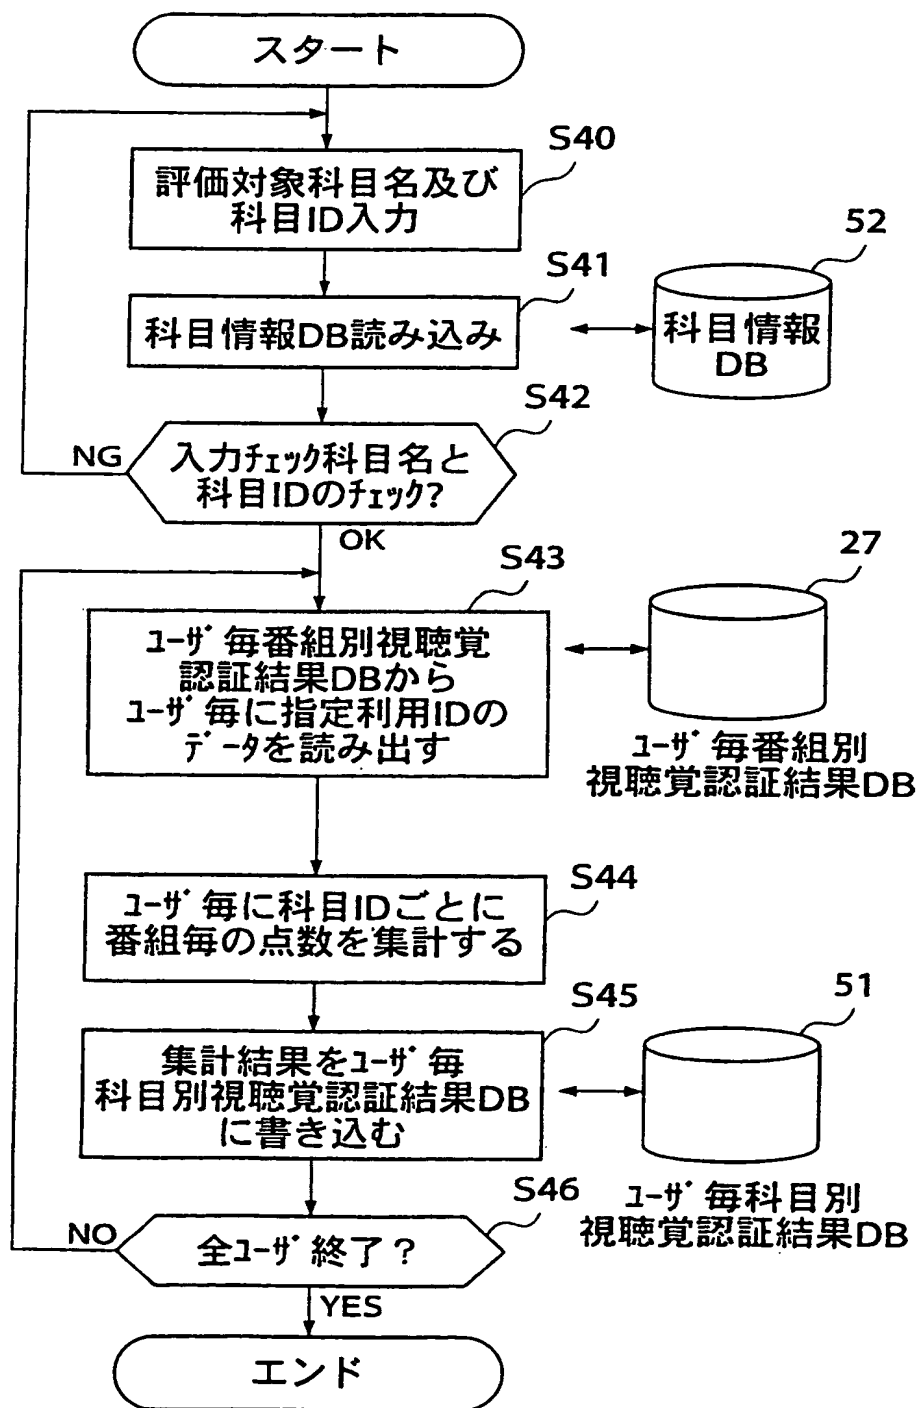 スタート
S40
評価対象科目名及び
科目ID入力
S41
科目情報DB読み込み
52
科目情報
DB
S42
NG
入力ﾁｪｯｸ科目名と
科目IDのﾁｪｯｸ?
OK
S43
ﾕｰｻﾞ毎番組別視聴覚
認証結果DBから
ﾕｰｻﾞ毎に指定利用IDの
ﾃﾞｰﾀを読み出す
27
ﾕｰｻﾞ毎番組別
視聴覚認証結果DB
S44
ﾕｰｻﾞ毎に科目IDごとに
番組毎の点数を集計する
S45
集計結果をﾕｰｻﾞ毎
科目別視聴覚認証結果DB
に書き込む
51
ﾕｰｻﾞ毎科目別
視聴覚認証結果DB
S46
NO
全ﾕｰｻﾞ終了？
YES
エンド